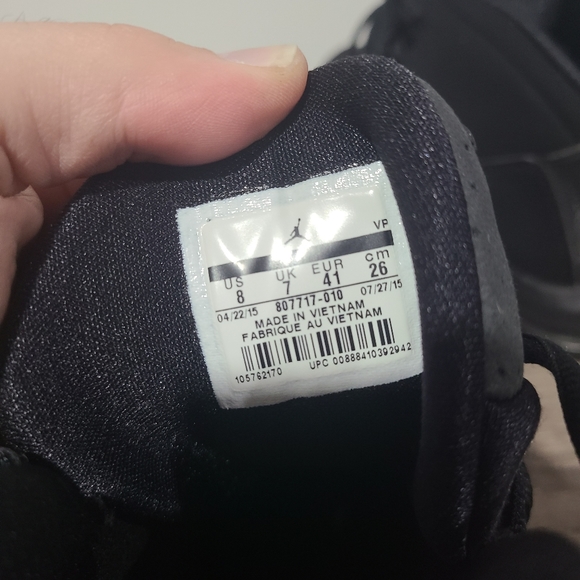 VP
US UK EUR cm
8 7 41 26
04/22/15 807717-010 07/27/15
MADE IN VIETNAM
FABRIQUE AU VIETNAM
105762170 UPC 00888410392942